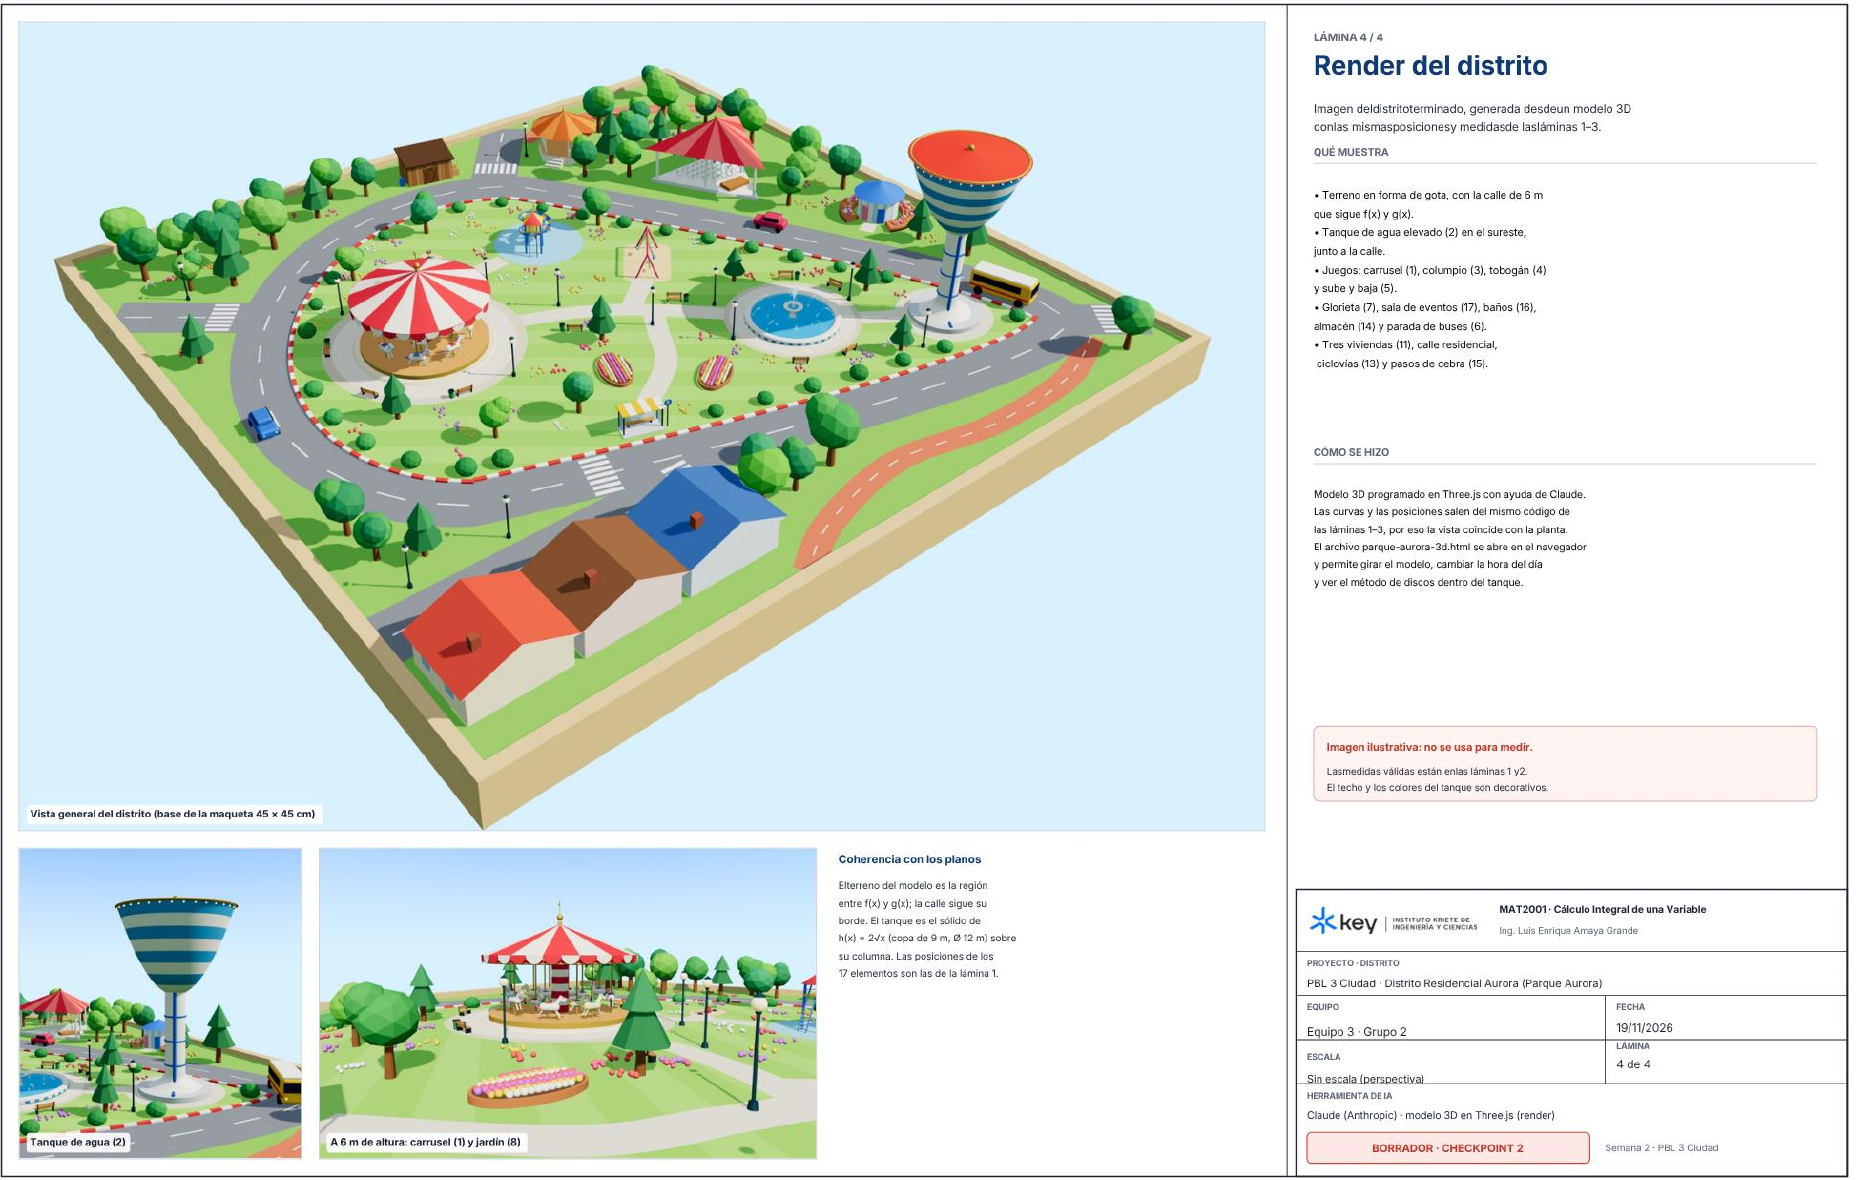 LÁMINA 4 / 4
Render del distrito
Imagen deldistritoterminado, generada desdeun modelo 3D
conlas mismasposicionesy medidasde lasláminas 1–3.
QUÉ MUESTRA
• Terreno en forma de gota, con la calle de 6 m
que sigue f(x) y g(x).
• Tanque de agua elevado (2) en el sureste,
junto a la calle.
• Juegos: carrusel (1), columpio (3), tobogán (4)
y sube y baja (5).
• Glorieta (7), sala de eventos (17), baños (16),
almacén (14) y parada de buses (6).
• Tres viviendas (11), calle residencial,
ciclovías (13) y pasos de cebra (15).
CÓMO SE HIZO
Modelo 3D programado en Three.js con ayuda de Claude.
Las curvas y las posiciones salen del mismo código de
las láminas 1–3, por eso la vista coincide con la planta.
El archivo parque-aurora-3d.html se abre en el navegador
y permite girar el modelo, cambiar la hora del día
y ver el método de discos dentro del tanque.
Imagen ilustrativa: no se usa para medir.
Lasmedidas válidas están enlas láminas 1 y2.
El techo y los colores del tanque son decorativos.
Vista general del distrito (base de la maqueta 45 × 45 cm)
Tanque de agua (2)
A 6 m de altura: carrusel (1) y jardín (8)
Coherencia con los planos
Elterreno del modelo es la región
entre f(x) y g(x); la calle sigue su
borde. El tanque es el sólido de
h(x) = 2√x (copa de 9 m, Ø 12 m) sobre
su columna. Las posiciones de los
17 elementos son las de la lámina 1.
key INSTITUTO KRIETE DE
INGENIERÍA Y CIENCIAS
MAT2001 · Cálculo Integral de una Variable
Ing. Luis Enrique Amaya Grande
PROYECTO · DISTRITO
PBL 3 Ciudad · Distrito Residencial Aurora (Parque Aurora)
EQUIPO
Equipo 3 · Grupo 2
FECHA
19/11/2026
ESCALA
Sin escala (perspectiva)
LÁMINA
4 de 4
HERRAMIENTA DE IA
Claude (Anthropic) · modelo 3D en Three.js (render)
BORRADOR · CHECKPOINT 2
Semana 2 · PBL 3 Ciudad